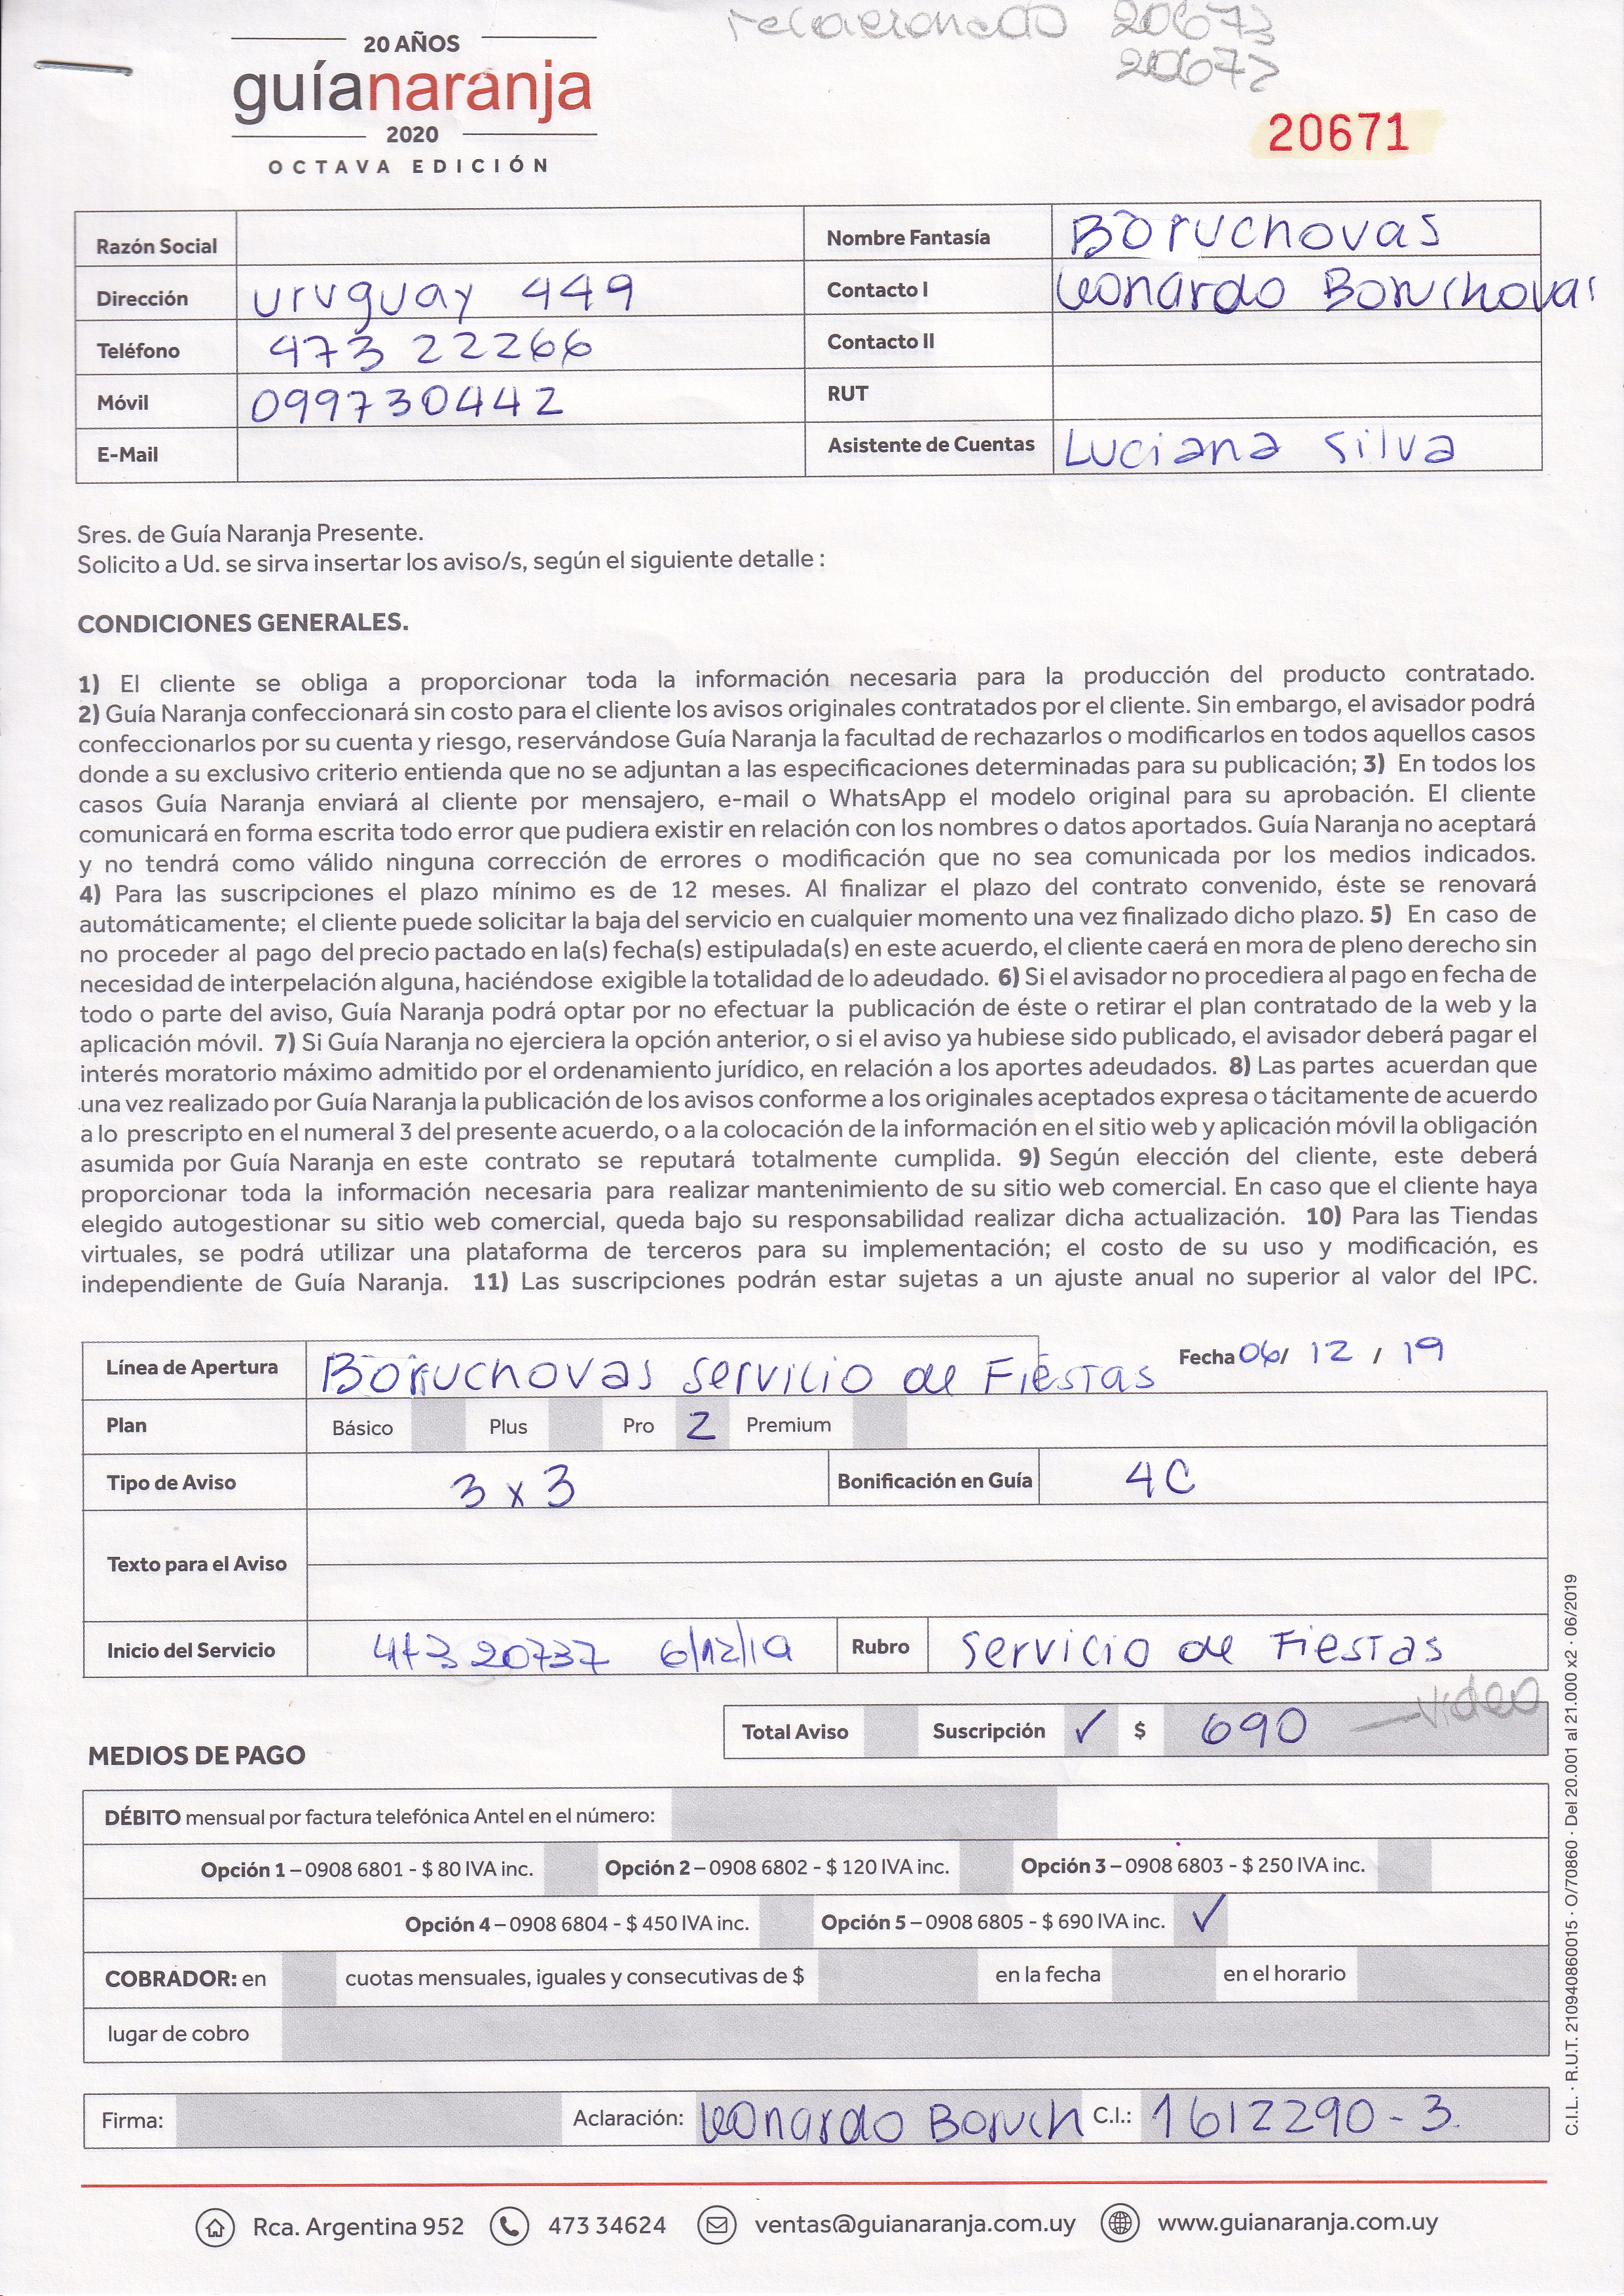 relacionado 20673
20672
20 AÑOS
guíanaranja
2020
OCTAVA EDICIÓN
20671
Razón Social
Nombre Fantasía Boruchovas
Dirección uruguay 449
Contacto I Leonardo Boruchovas
Teléfono 473 22266
Contacto II
Móvil 099730442
RUT
E-Mail
Asistente de Cuentas Luciana Silva
Sres. de Guía Naranja Presente.
Solicito a Ud. se sirva insertar los aviso/s, según el siguiente detalle :
CONDICIONES GENERALES.
1) El cliente se obliga a proporcionar toda la información necesaria para la producción del producto contratado.
2) Guía Naranja confeccionará sin costo para el cliente los avisos originales contratados por el cliente. Sin embargo, el avisador podrá
confeccionarlos por su cuenta y riesgo, reservándose Guía Naranja la facultad de rechazarlos o modificarlos en todos aquellos casos
donde a su exclusivo criterio entienda que no se adjuntan a las especificaciones determinadas para su publicación; 3) En todos los
casos Guía Naranja enviará al cliente por mensajero, e-mail o WhatsApp el modelo original para su aprobación. El cliente
comunicará en forma escrita todo error que pudiera existir en relación con los nombres o datos aportados. Guía Naranja no aceptará
y no tendrá como válido ninguna corrección de errores o modificación que no sea comunicada por los medios indicados.
4) Para las suscripciones el plazo mínimo es de 12 meses. Al finalizar el plazo del contrato convenido, éste se renovará
automáticamente; el cliente puede solicitar la baja del servicio en cualquier momento una vez finalizado dicho plazo. 5) En caso de
no proceder al pago del precio pactado en la(s) fecha(s) estipulada(s) en este acuerdo, el cliente caerá en mora de pleno derecho sin
necesidad de interpelación alguna, haciéndose exigible la totalidad de lo adeudado. 6) Si el avisador no procediera al pago en fecha de
todo o parte del aviso, Guía Naranja podrá optar por no efectuar la publicación de éste o retirar el plan contratado de la web y la
aplicación móvil. 7) Si Guía Naranja no ejerciera la opción anterior, o si el aviso ya hubiese sido publicado, el avisador deberá pagar el
interés moratorio máximo admitido por el ordenamiento jurídico, en relación a los aportes adeudados. 8) Las partes acuerdan que
una vez realizado por Guía Naranja la publicación de los avisos conforme a los originales aceptados expresa o tácitamente de acuerdo
a lo prescripto en el numeral 3 del presente acuerdo, o a la colocación de la información en el sitio web y aplicación móvil la obligación
asumida por Guía Naranja en este contrato se reputará totalmente cumplida. 9) Según elección del cliente, este deberá
proporcionar toda la información necesaria para realizar mantenimiento de su sitio web comercial. En caso que el cliente haya
elegido autogestionar su sitio web comercial, queda bajo su responsabilidad realizar dicha actualización. 10) Para las Tiendas
virtuales, se podrá utilizar una plataforma de terceros para su implementación; el costo de su uso y modificación, es
independiente de Guía Naranja. 11) Las suscripciones podrán estar sujetas a un ajuste anual no superior al valor del IPC.
Línea de Apertura Boruchovas servicio de Fiestas Fecha 06/ 12 / 19
Plan Básico Plus Pro 2 Premium
Tipo de Aviso 3 x 3 Bonificación en Guía 4C
Texto para el Aviso
Inicio del Servicio 473 20737 6/12/19 Rubro Servicio de Fiestas
Total Aviso Suscripción ✓ $ 690 — video
MEDIOS DE PAGO
DÉBITO mensual por factura telefónica Antel en el número:
Opción 1 – 0908 6801 - $ 80 IVA inc. Opción 2 – 0908 6802 - $ 120 IVA inc. Opción 3 – 0908 6803 - $ 250 IVA inc.
Opción 4 – 0908 6804 - $ 450 IVA inc. Opción 5 – 0908 6805 - $ 690 IVA inc. ✓
COBRADOR: en cuotas mensuales, iguales y consecutivas de $ en la fecha en el horario
lugar de cobro
Firma: Aclaración: Leonardo Boruch C.I.: 1612290-3.
C.I.L. · R.U.T. 210940860015 · O/70860 · Del 20.001 al 21.000 x2 · 06/2019
Rca. Argentina 952 473 34624 ventas@guianaranja.com.uy www.guianaranja.com.uy